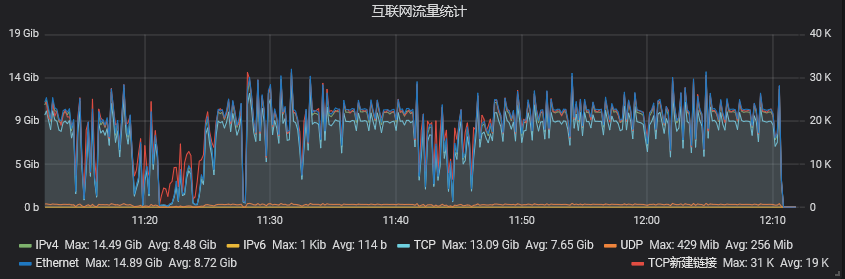 互联网流量统计
19 Gib 40 K
14 Gib 30 K
9 Gib 20 K
5 Gib 10 K
0 b 0
11:20 11:30 11:40 11:50 12:00 12:10
IPv4 Max: 14.49 Gib Avg: 8.48 Gib IPv6 Max: 1 Kib Avg: 114 b TCP Max: 13.09 Gib Avg: 7.65 Gib UDP Max: 429 Mib Avg: 256 Mib
Ethernet Max: 14.89 Gib Avg: 8.72 Gib TCP新建链接 Max: 31 K Avg: 19 K